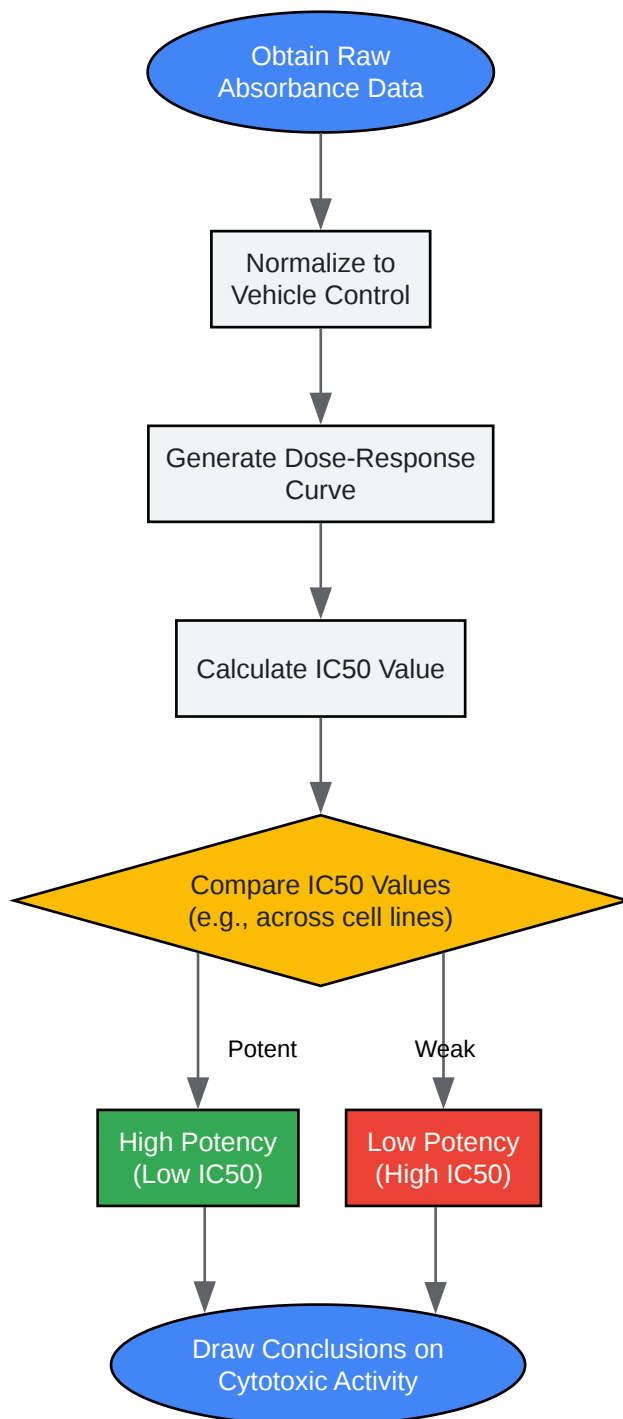 Obtain Raw
Absorbance Data
Normalize to
Vehicle Control
Generate Dose-Response
Curve
Calculate IC50 Value
Compare IC50 Values
(e.g., across cell lines)
Potent
Weak
High Potency
(Low IC50)
Low Potency
(High IC50)
Draw Conclusions on
Cytotoxic Activity